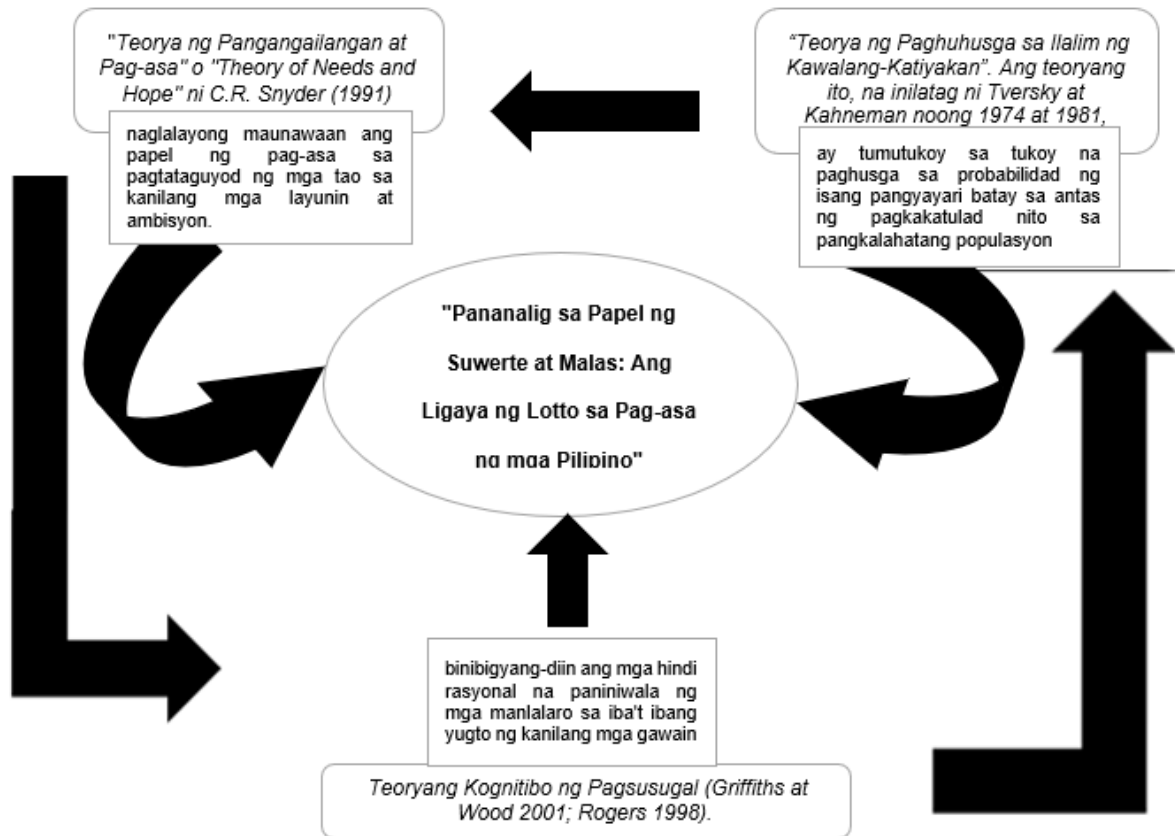 "Teorya ng Pangangailangan at
Pag-asa" o "Theory of Needs and
Hope" ni C.R. Snyder (1991)
naglalayong maunawaan ang
papel ng pag-asa sa
pagtataguyod ng mga tao sa
kanilang mga layunin at
ambisyon.
“Teorya ng Paghuhusga sa Ilalim ng
Kawalang-Katiyakan”. Ang teoryang
ito, na inilatag ni Tversky at
Kahneman noong 1974 at 1981,
ay tumutukoy sa tukoy na
paghusga sa probabilidad ng
isang pangyayari batay sa antas
ng pagkakatulad nito sa
pangkalahatang populasyon
"Pananalig sa Papel ng
Suwerte at Malas: Ang
Ligaya ng Lotto sa Pag-asa
ng mga Pilipino"
binibigyang-diin ang mga hindi
rasyonal na paniniwala ng
mga manlalaro sa iba't ibang
yugto ng kanilang mga gawain
Teoryang Kognitibo ng Pagsusugal (Griffiths at
Wood 2001; Rogers 1998).